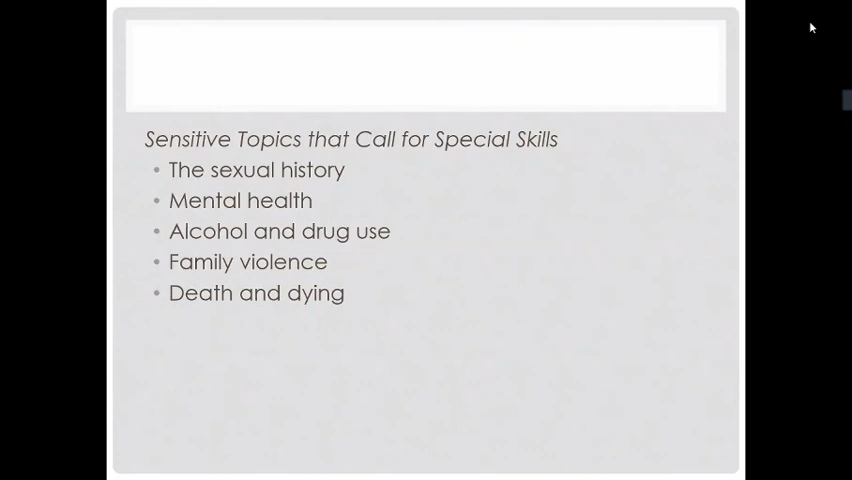 Sensitive Topics that Call for Special Skills
• The sexual history
• Mental health
• Alcohol and drug use
• Family violence
• Death and dying